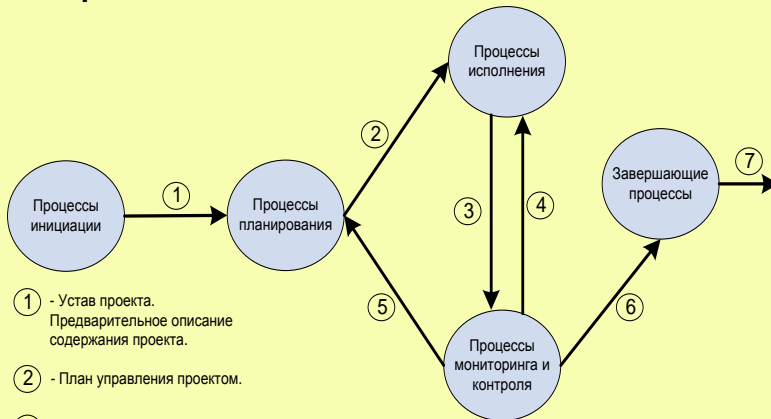 Процессы
исполнения
2
Завершающие
процессы
7
1
Процессы
инициации
Процессы
планирования
3
4
5
6
Процессы
мониторинга и
контроля
1 - Устав проекта.
Предварительное описание
содержания проекта.
2 - План управления проектом.